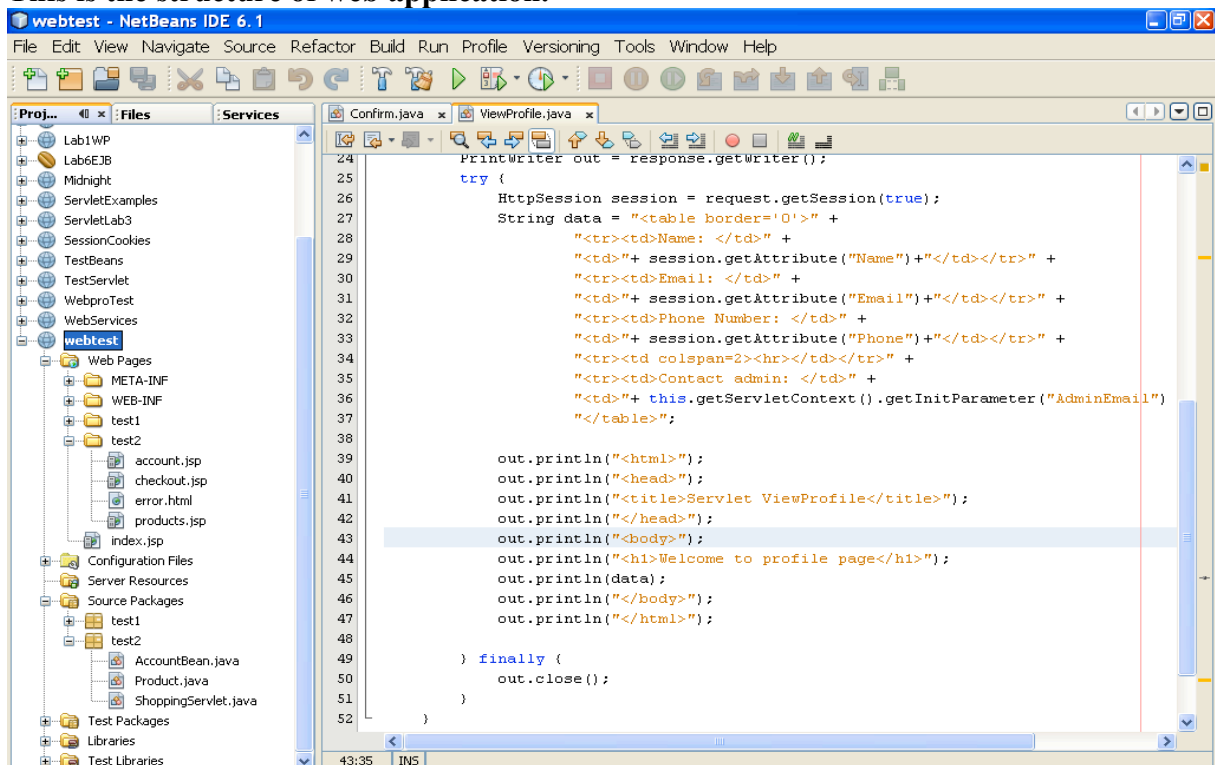 This is the structure of web application.
webtest - NetBeans IDE 6.1
File Edit View Navigate Source Refactor Build Run Profile Versioning Tools Window Help
Proj... Files Services
Confirm.java x ViewProfile.java x
Lab1WP
Lab6EJB
Midnight
ServletExamples
ServletLab3
SessionCookies
TestBeans
TestServlet
WebproTest
WebServices
webtest
Web Pages
META-INF
WEB-INF
test1
test2
account.jsp
checkout.jsp
error.html
products.jsp
index.jsp
Configuration Files
Server Resources
Source Packages
test1
test2
AccountBean.java
Product.java
ShoppingServlet.java
Test Packages
Libraries
Test Libraries
24 PrintWriter out = response.getWriter();
25 try {
26 HttpSession session = request.getSession(true);
27 String data = "<table border='0'>" +
28 "<tr><td>Name: </td>" +
29 "<td>"+ session.getAttribute("Name")+"</td></tr>" +
30 "<tr><td>Email: </td>" +
31 "<td>"+ session.getAttribute("Email")+"</td></tr>" +
32 "<tr><td>Phone Number: </td>" +
33 "<td>"+ session.getAttribute("Phone")+"</td></tr>" +
34 "<tr><td colspan=2><hr></td></tr>" +
35 "<tr><td>Contact admin: </td>" +
36 "<td>"+ this.getServletContext().getInitParameter("AdminEmail")
37 "</table>";
38
39 out.println("<html>");
40 out.println("<head>");
41 out.println("<title>Servlet ViewProfile</title>");
42 out.println("</head>");
43 out.println("<body>");
44 out.println("<h1>Welcome to profile page</h1>");
45 out.println(data);
46 out.println("</body>");
47 out.println("</html>");
48
49 } finally {
50 out.close();
51 }
52 }
43:35 INS